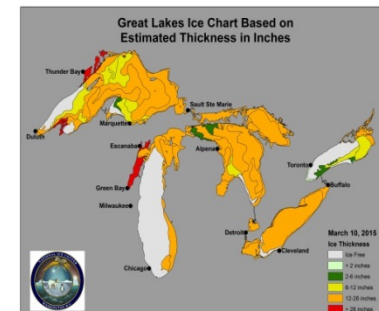 Great Lakes Ice Chart Based on
Estimated Thickness in Inches
Thunder Bay
Duluth
Marquette
Sault Ste Marie
Escanaba
Alpena
Green Bay
Milwaukee
Toronto
Buffalo
Detroit
Cleveland
Chicago
March 10, 2015
Ice Thickness
Ice Free
< 2 inches
2-6 inches
6-12 inches
12-28 inches
> 28 inches